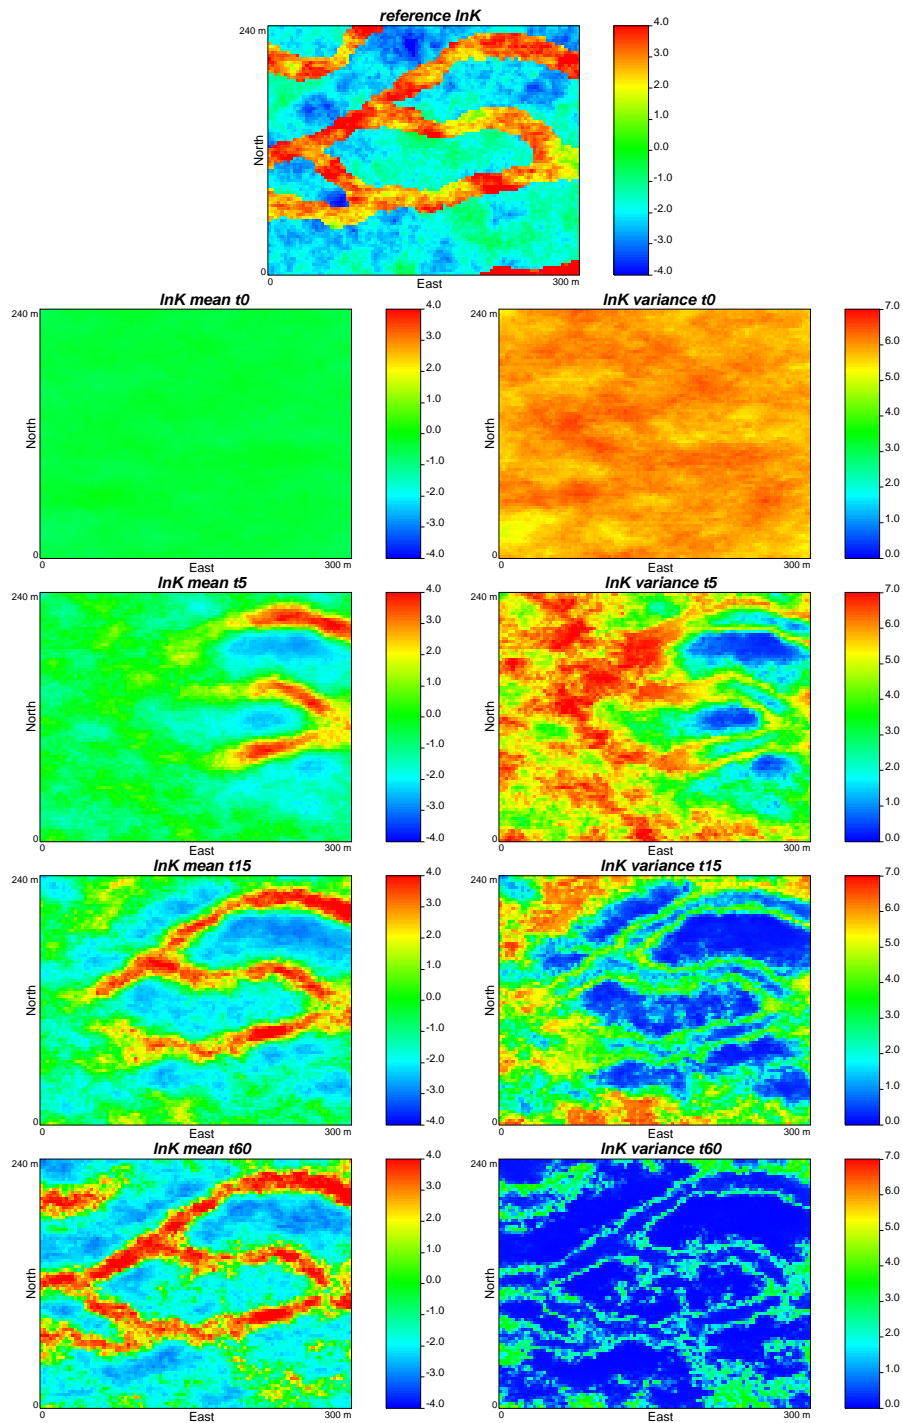 reference lnK
240 m
North
0
0
East
300 m
4.0
3.0
2.0
1.0
0.0
-1.0
-2.0
-3.0
-4.0
lnK mean t0
240 m
North
0
0
East
300 m
4.0
3.0
2.0
1.0
0.0
-1.0
-2.0
-3.0
-4.0
lnK variance t0
240 m
North
0
0
East
300 m
7.0
6.0
5.0
4.0
3.0
2.0
1.0
0.0
lnK mean t5
240 m
North
0
0
East
300 m
4.0
3.0
2.0
1.0
0.0
-1.0
-2.0
-3.0
-4.0
lnK variance t5
240 m
North
0
0
East
300 m
7.0
6.0
5.0
4.0
3.0
2.0
1.0
0.0
lnK mean t15
240 m
North
0
0
East
300 m
4.0
3.0
2.0
1.0
0.0
-1.0
-2.0
-3.0
-4.0
lnK variance t15
240 m
North
0
0
East
300 m
7.0
6.0
5.0
4.0
3.0
2.0
1.0
0.0
lnK mean t60
240 m
North
0
0
East
300 m
4.0
3.0
2.0
1.0
0.0
-1.0
-2.0
-3.0
-4.0
lnK variance t60
240 m
North
0
0
East
300 m
7.0
6.0
5.0
4.0
3.0
2.0
1.0
0.0